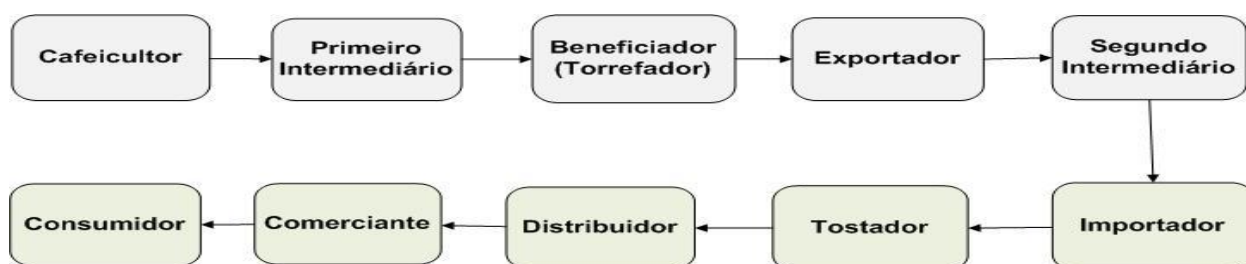 Cafeicultor
Primeiro
Intermediário
Beneficiador
(Torrefador)
Exportador
Segundo
Intermediário
Importador
Tostador
Distribuidor
Comerciante
Consumidor